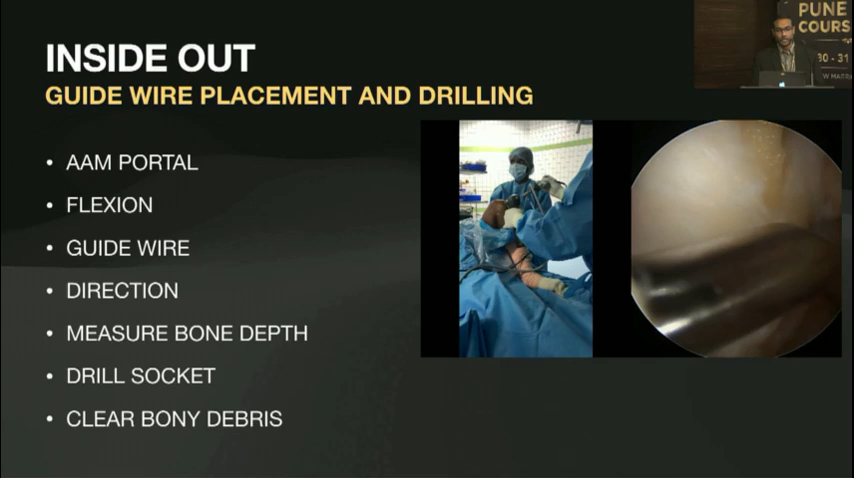 INSIDE OUT
GUIDE WIRE PLACEMENT AND DRILLING
• AAM PORTAL
• FLEXION
• GUIDE WIRE
• DIRECTION
• MEASURE BONE DEPTH
• DRILL SOCKET
• CLEAR BONY DEBRIS
PUNE
COURS
30 - 31